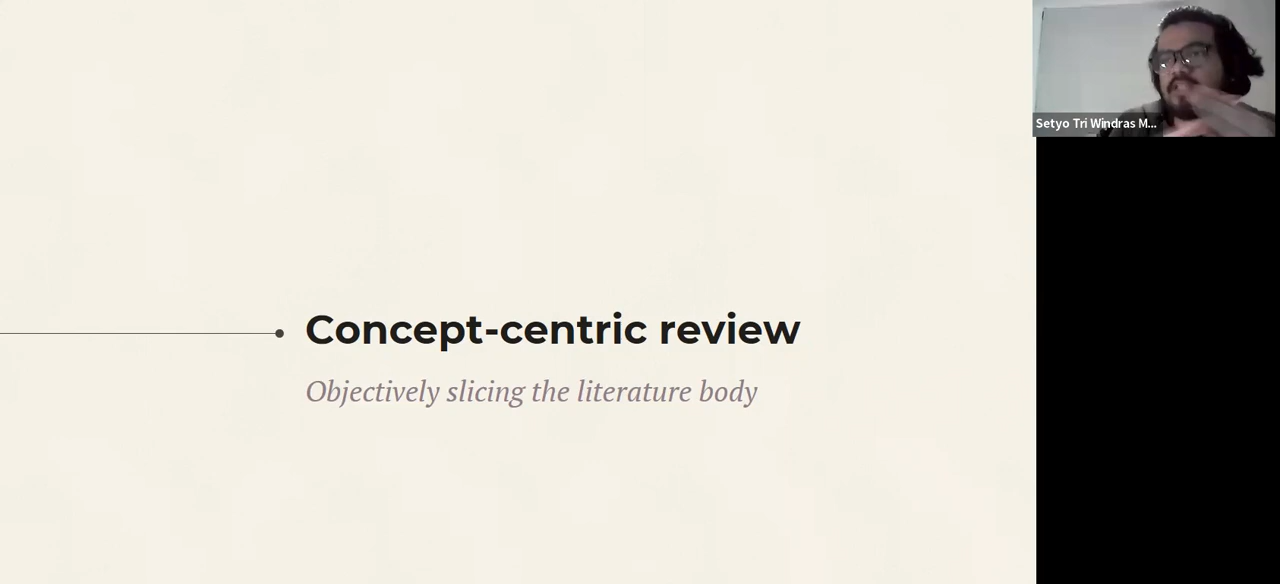 Setyo Tri Windras M...
Concept-centric review
Objectively slicing the literature body